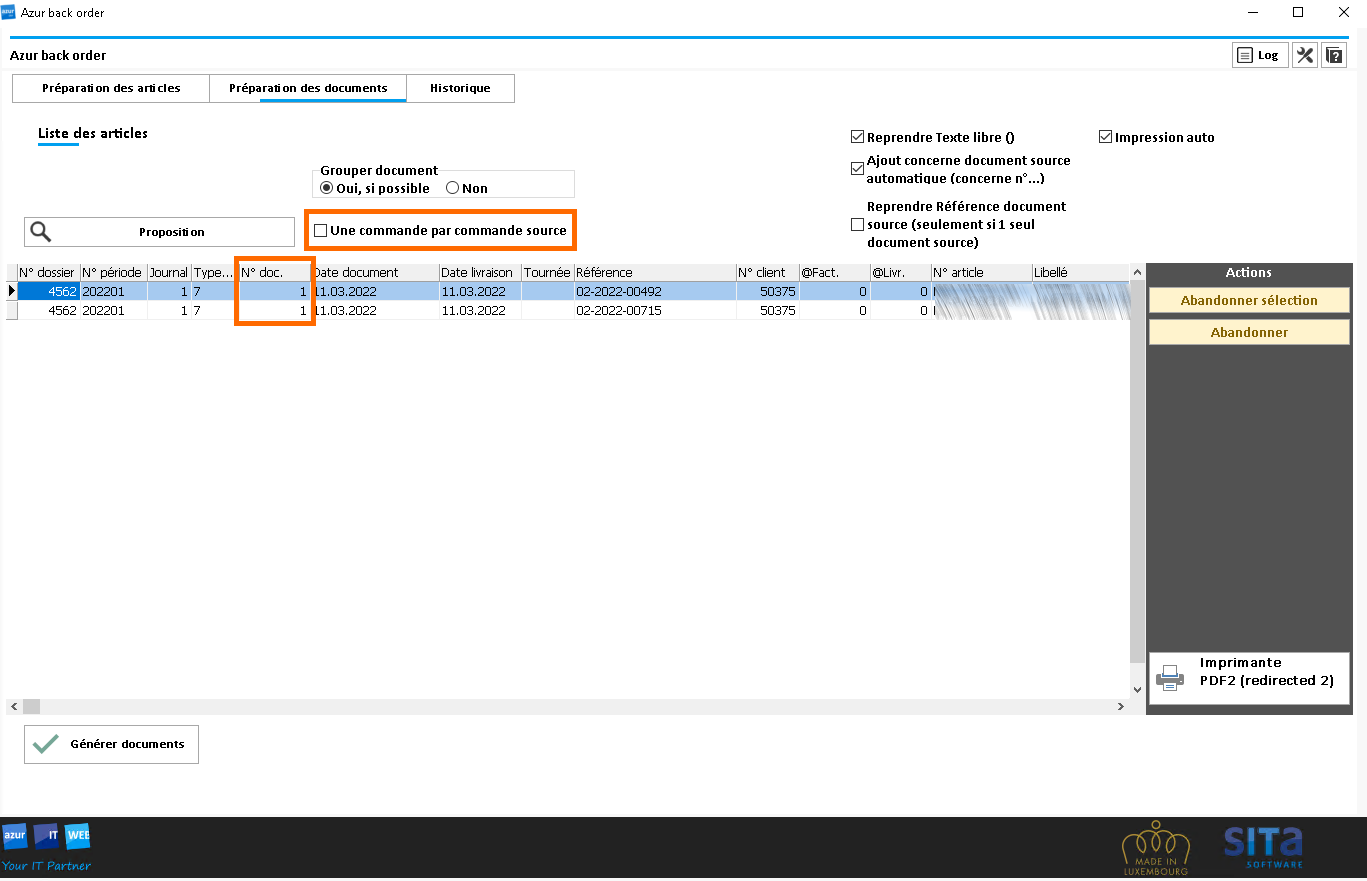 Azur back order
Azur back order
Log
Préparation des articles
Préparation des documents
Historique
Liste des articles
Reprendre Texte libre ()
Impression auto
Ajout concerne document source
automatique (concerne n°...)
Grouper document
Oui, si possible
Non
Reprendre Référence document
source (seulement si 1 seul
document source)
Proposition
Une commande par commande source
N° dossier N° période Journal Type... N° doc. Date document Date livraison Tournée Référence N° client @Fact. @Livr. N° article Libellé
4562 202201 1 7 1 11.03.2022 11.03.2022 02-2022-00492 50375 0 0
4562 202201 1 7 1 11.03.2022 11.03.2022 02-2022-00715 50375 0 0
Actions
Abandonner sélection
Abandonner
Imprimante
PDF2 (redirected 2)
Générer documents
azur IT WEB
Your IT Partner
MADE IN
LUXEMBOURG
SITa
SOFTWARE